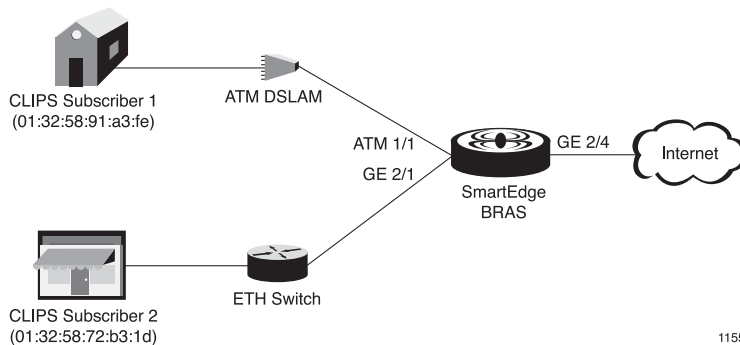 CLIPS Subscriber 1
(01:32:58:91:a3:fe)
ATM DSLAM
ATM 1/1
GE 2/1
GE 2/4
Internet
SmartEdge
BRAS
ETH Switch
CLIPS Subscriber 2
(01:32:58:72:b3:1d)
1155